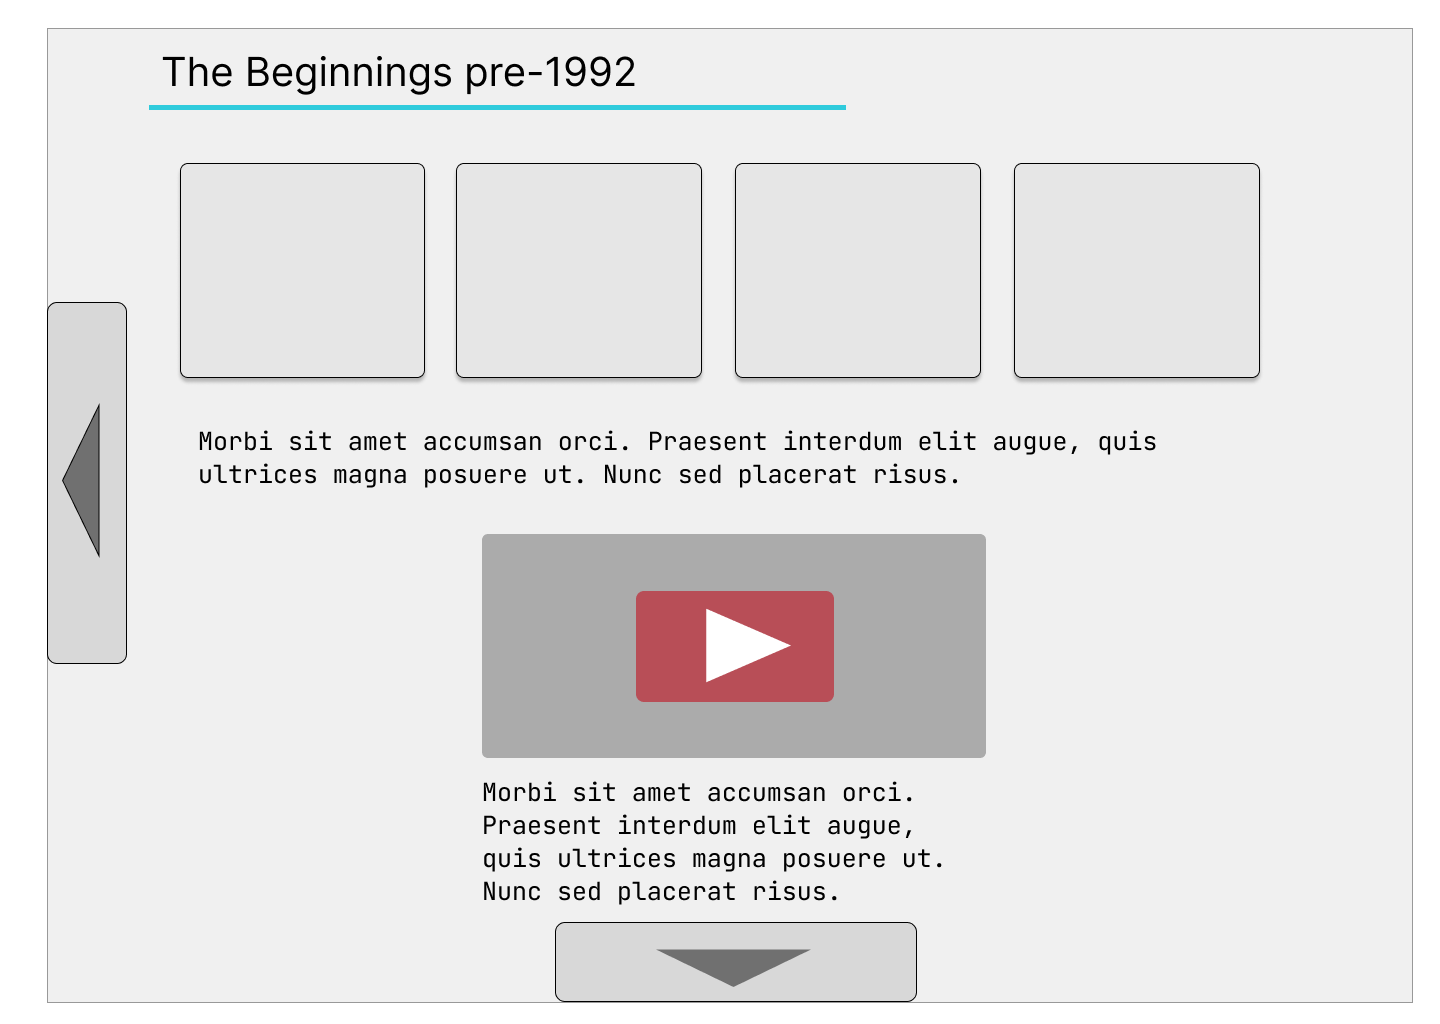 The Beginnings pre-1992
Morbi sit amet accumsan orci. Praesent interdum elit augue, quis
ultrices magna posuere ut. Nunc sed placerat risus.
Morbi sit amet accumsan orci.
Praesent interdum elit augue,
quis ultrices magna posuere ut.
Nunc sed placerat risus.